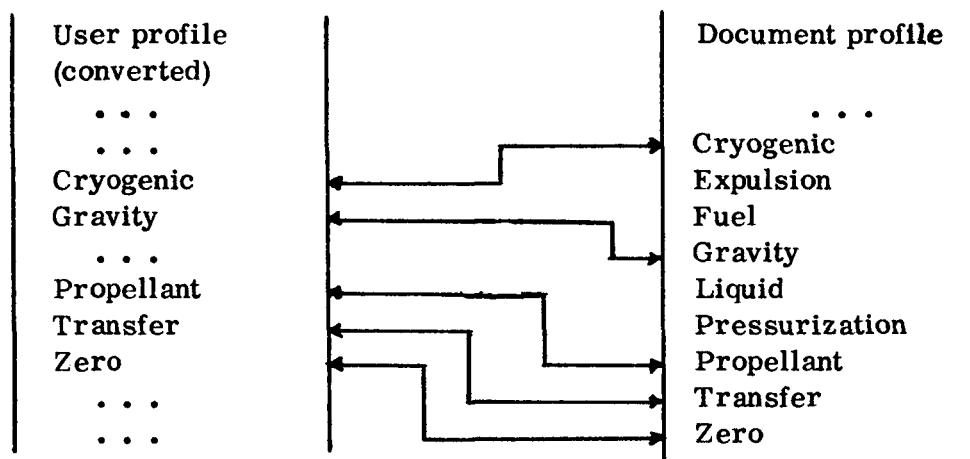 User profile
(converted)
. . .
. . .
Cryogenic
Gravity
. . .
Propellant
Transfer
Zero
. . .
. . .
Document profile
. . .
Cryogenic
Expulsion
Fuel
Gravity
Liquid
Pressurization
Propellant
Transfer
Zero